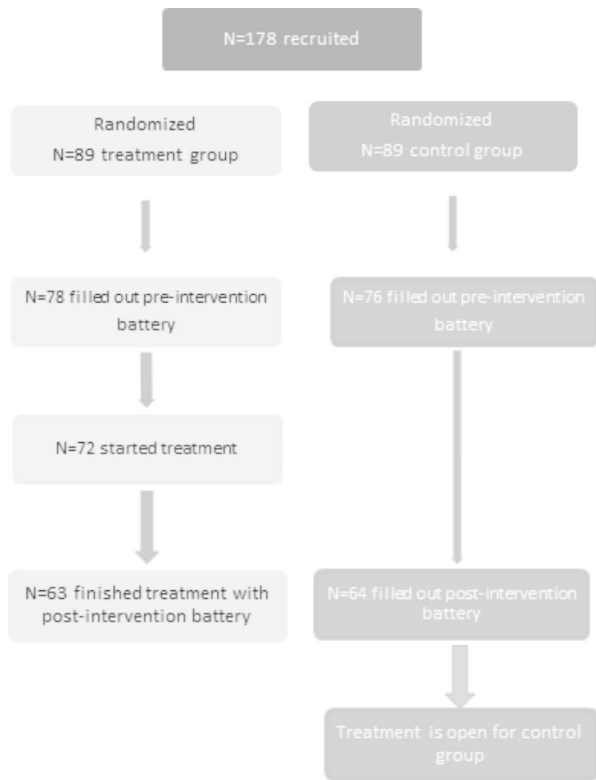 N=178 recruited
Randomized
N=89 treatment group
Randomized
N=89 control group
N=78 filled out pre-intervention
battery
N=76 filled out pre-intervention
battery
N=72 started treatment
N=63 finished treatment with
post-intervention battery
N=64 filled out post-intervention
battery
Treatment is open for control
group